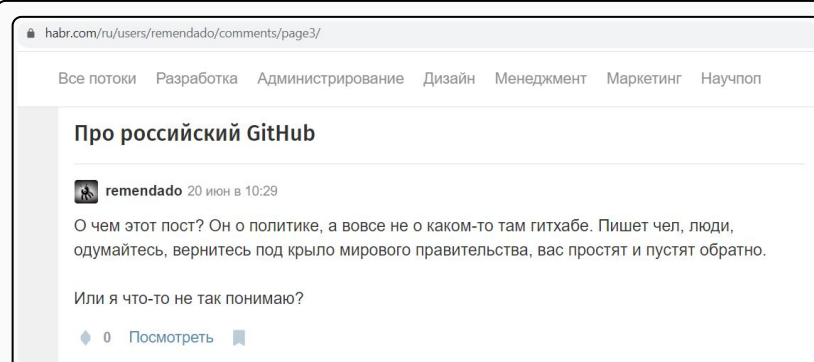 habr.com/ru/users/remendado/comments/page3/
Все потоки Разработка Администрирование Дизайн Менеджмент Маркетинг Научпоп
Про российский GitHub
remendado 20 июн в 10:29
О чем этот пост? Он о политике, а вовсе не о каком-то там гитхабе. Пишет чел, люди,
одумайтесь, вернитесь под крыло мирового правительства, вас простят и пустят обратно.
Или я что-то не так понимаю?
0 Посмотреть